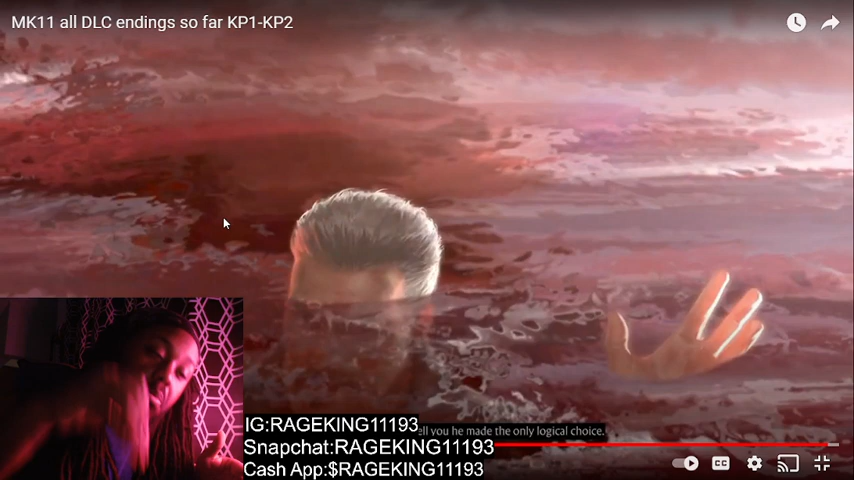 MK11 all DLC endings so far KP1-KP2
ell you he made the only logical choice.
IG:RAGEKING11193
Snapchat:RAGEKING11193
Cash App:$RAGEKING11193
CC